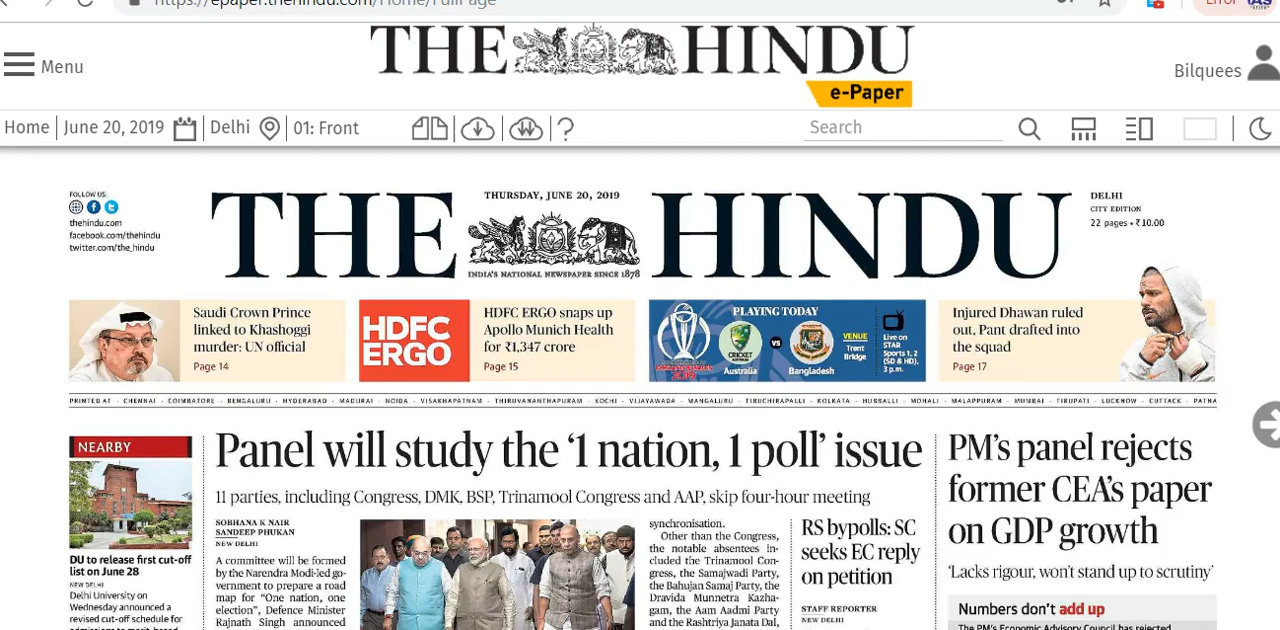 https://epaper.thehindu.com/Home/FullPage
Error
IAS
Menu
THE HINDU
e-Paper
Bilquees
Home | June 20, 2019 Delhi 01: Front
Search
FOLLOW US:
thehindu.com
facebook.com/thehindu
twitter.com/the_hindu
THE HINDU
THURSDAY, JUNE 20, 2019
INDIA'S NATIONAL NEWSPAPER SINCE 1878
DELHI
CITY EDITION
22 pages • ₹10.00
Saudi Crown Prince
linked to Khashoggi
murder: UN official
Page 14
HDFC
ERGO
HDFC ERGO snaps up
Apollo Munich Health
for ₹1,347 crore
Page 15
PLAYING TODAY
CRICKET
Australia
vs
Bangladesh
VENUE
Trent
Bridge
Live on
STAR
Sports 1, 2
(SD & HD),
3 p.m.
Injured Dhawan ruled
out, Pant drafted into
the squad
Page 17
PRINTED AT · CHENNAI · COIMBATORE · BENGALURU · HYDERABAD · MADURAI · NOIDA · VISAKHAPATNAM · THIRUVANANTHAPURAM · KOCHI · VIJAYAWADA · MANGALURU · TIRUCHIRAPALLI · KOLKATA · HUBBALLI · MOHALI · MALAPPURAM · MUMBAI · TIRUPATI · LUCKNOW · CUTTACK · PATNA
NEARBY
DU to release first cut-off
list on June 28
NEW DELHI
Delhi University on
Wednesday announced a
revised cut-off schedule for
admissions to merit-based
Panel will study the ‘1 nation, 1 poll’ issue
11 parties, including Congress, DMK, BSP, Trinamool Congress and AAP, skip four-hour meeting
SOBHANA K NAIR
SANDEEP PHUKAN
NEW DELHI
A committee will be formed
by the Narendra Modi-led go-
vernment to prepare a road
map for “One nation, one
election”, Defence Minister
Rajnath Singh announced
synchronisation.
Other than the Congress,
the notable absentees in-
cluded the Trinamool Con-
gress, the Samajwadi Party,
the Bahujan Samaj Party, the
Dravida Munnetra Kazha-
gam, the Aam Aadmi Party
and the Rashtriya Janata Dal,
RS bypolls: SC
seeks EC reply
on petition
STAFF REPORTER
NEW DELHI
PM’s panel rejects
former CEA’s paper
on GDP growth
‘Lacks rigour, won’t stand up to scrutiny’
Numbers don’t add up
The PM's Economic Advisory Council has rejected